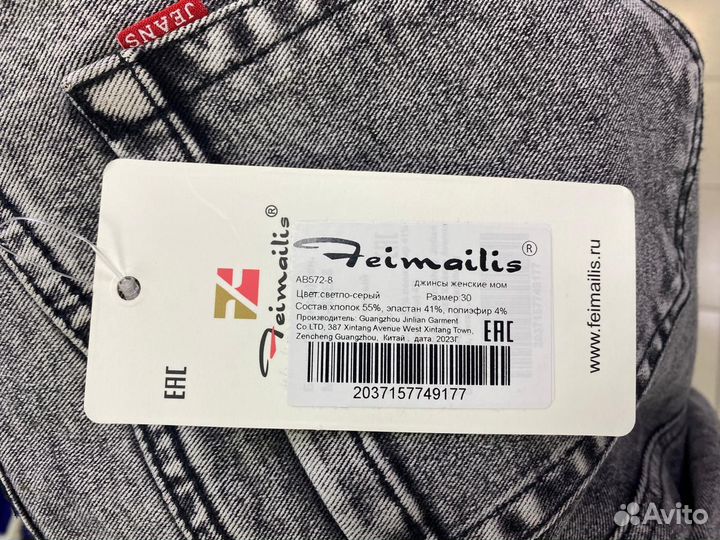 JEANS
Feimailis ®
EAC
Feimailis ®
AB572-8 джинсы женские мом
Цвет:светло-серый Размер:30
Состав:хлопок 55%, эластан 41%, полиэфир 4%
Производитель: Guangzhou Jinlian Garment
Co.LTD, 387 Xintang Avenue West Xintang Town,
Zencheng Guangzhou, Китай , дата: 2023Г.
EAC
2037157749177
www.feimailis.ru
Avito